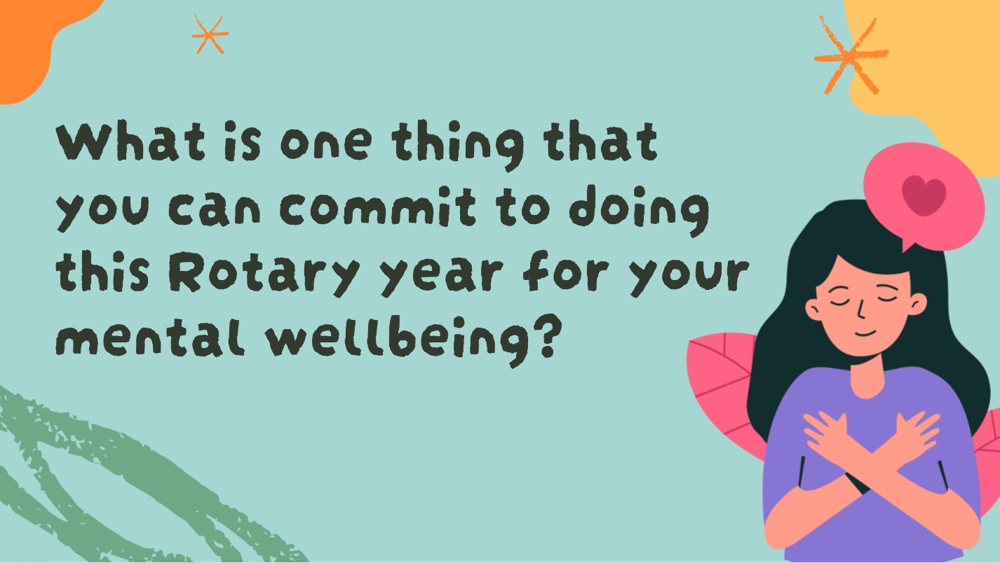 What is one thing that
you can commit to doing
this Rotary year for your
mental wellbeing?